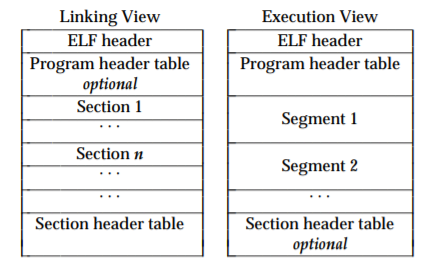 Linking View
ELF header
Program header table
optional
Section 1
. . .
Section n
. . .
. . .
Section header table
Execution View
ELF header
Program header table
Segment 1
Segment 2
. . .
Section header table
optional